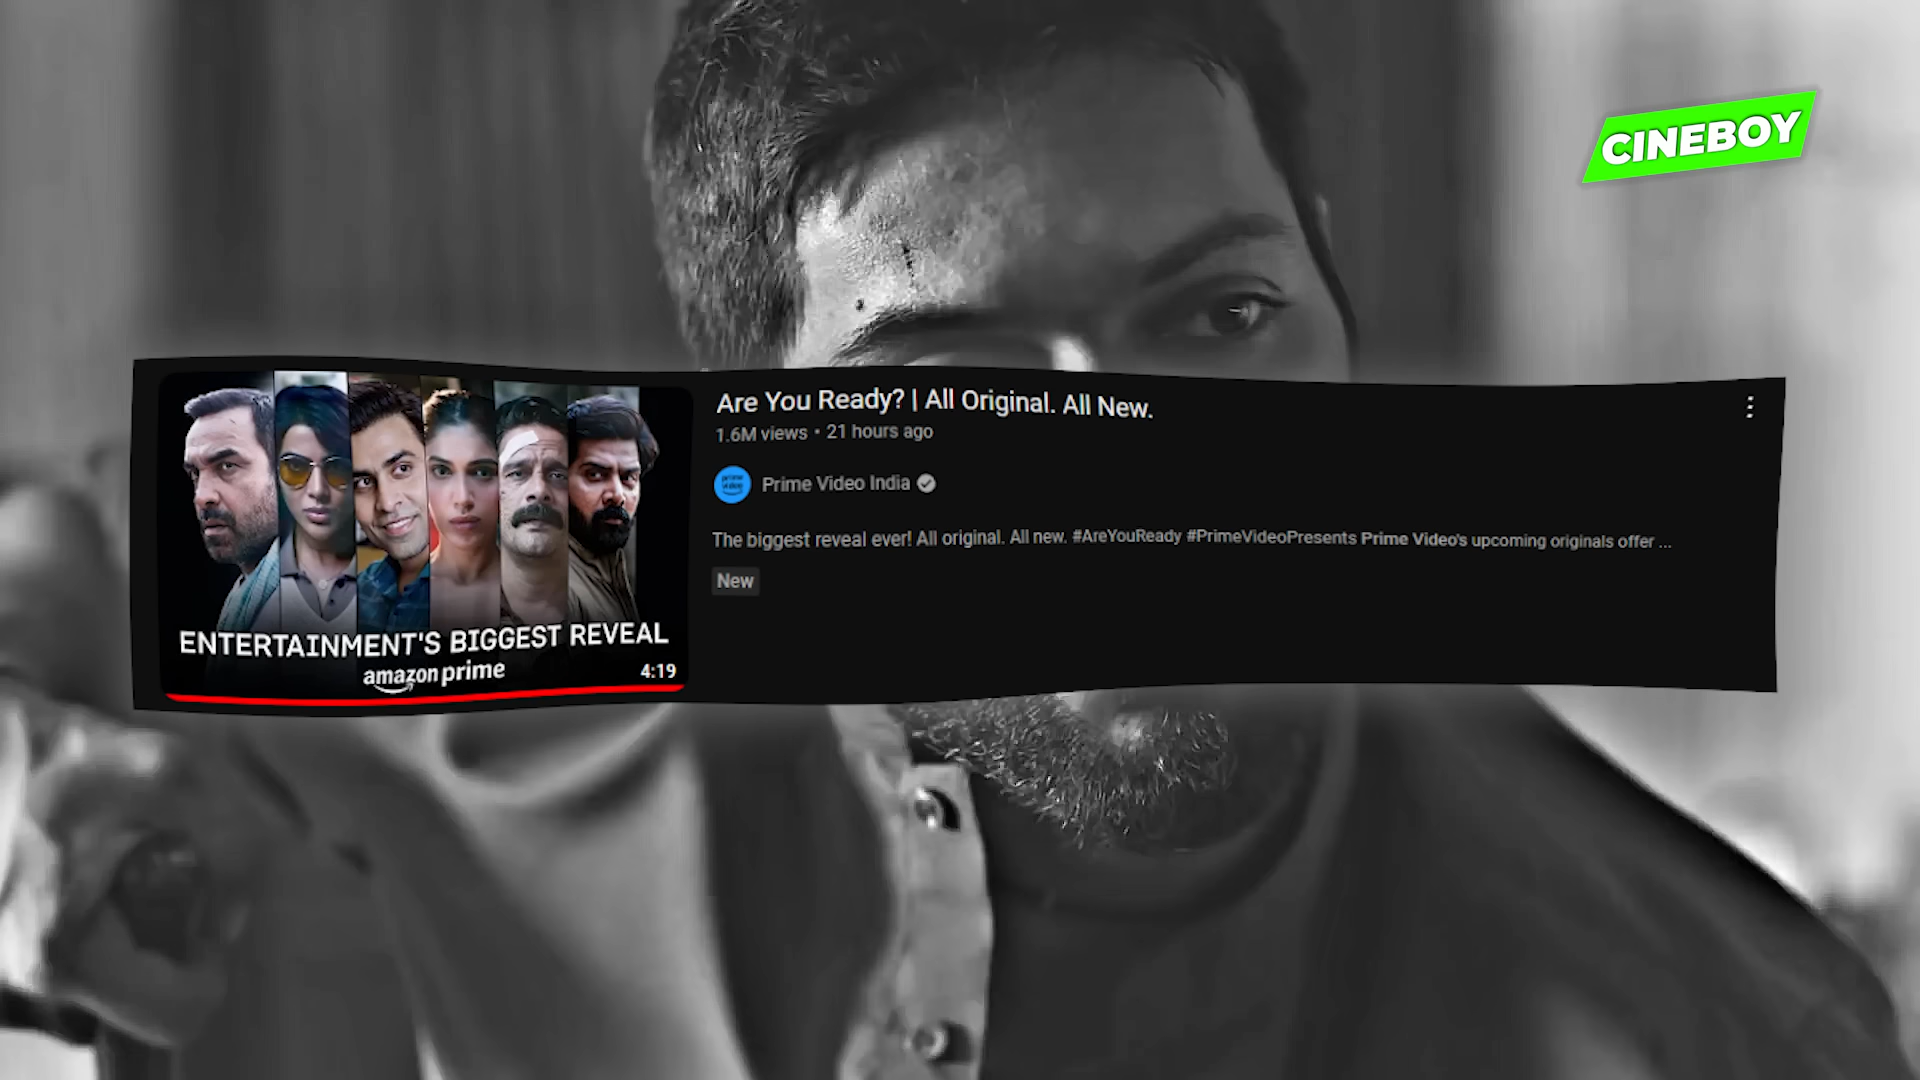 CINEBOY
Are You Ready? | All Original. All New.
1.6M views • 21 hours ago
prime video
Prime Video India
The biggest reveal ever! All original. All new. #AreYouReady #PrimeVideoPresents Prime Video's upcoming originals offer ...
New
ENTERTAINMENT'S BIGGEST REVEAL
amazon prime
4:19